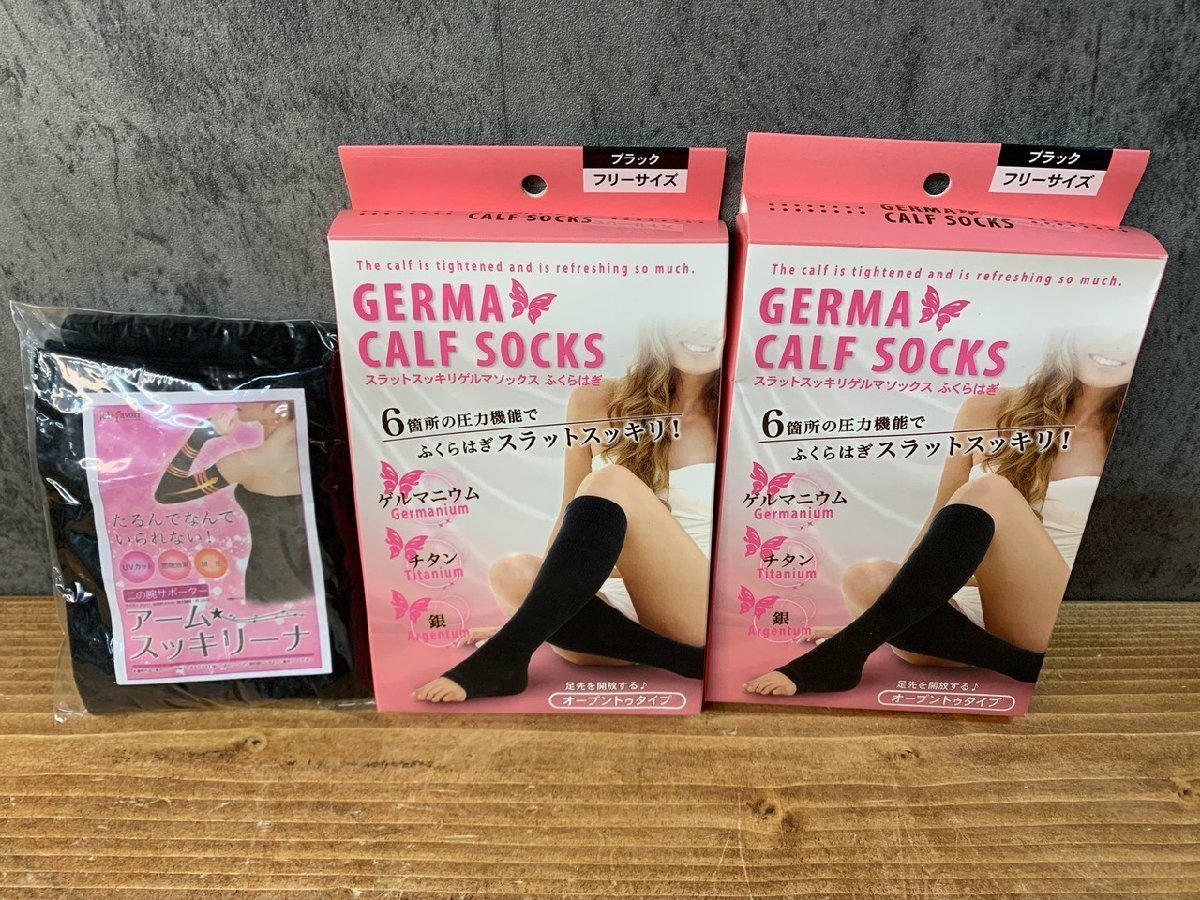 たるんでなんて
いられない!
UVカット
二の腕サポーター
アーム★
スッキリーナ
ブラック
フリーサイズ
CALF SOCKS
The calf is tightened and is refreshing so much.
GERMA
CALF SOCKS
スラットスッキリゲルマソックス ふくらはぎ
6箇所の圧力機能で
ふくらはぎスラットスッキリ!
ゲルマニウム
Germanium
チタン
Titanium
銀
Argentum
足先を開放する♪
オープントゥタイプ
ブラック
フリーサイズ
GERMA
CALF SOCKS
The calf is tightened and is refreshing so much.
GERMA
CALF SOCKS
スラットスッキリゲルマソックス ふくらはぎ
6箇所の圧力機能で
ふくらはぎスラットスッキリ!
ゲルマニウム
Germanium
チタン
Titanium
銀
Argentum
足先を開放する♪
オープントゥタイプ